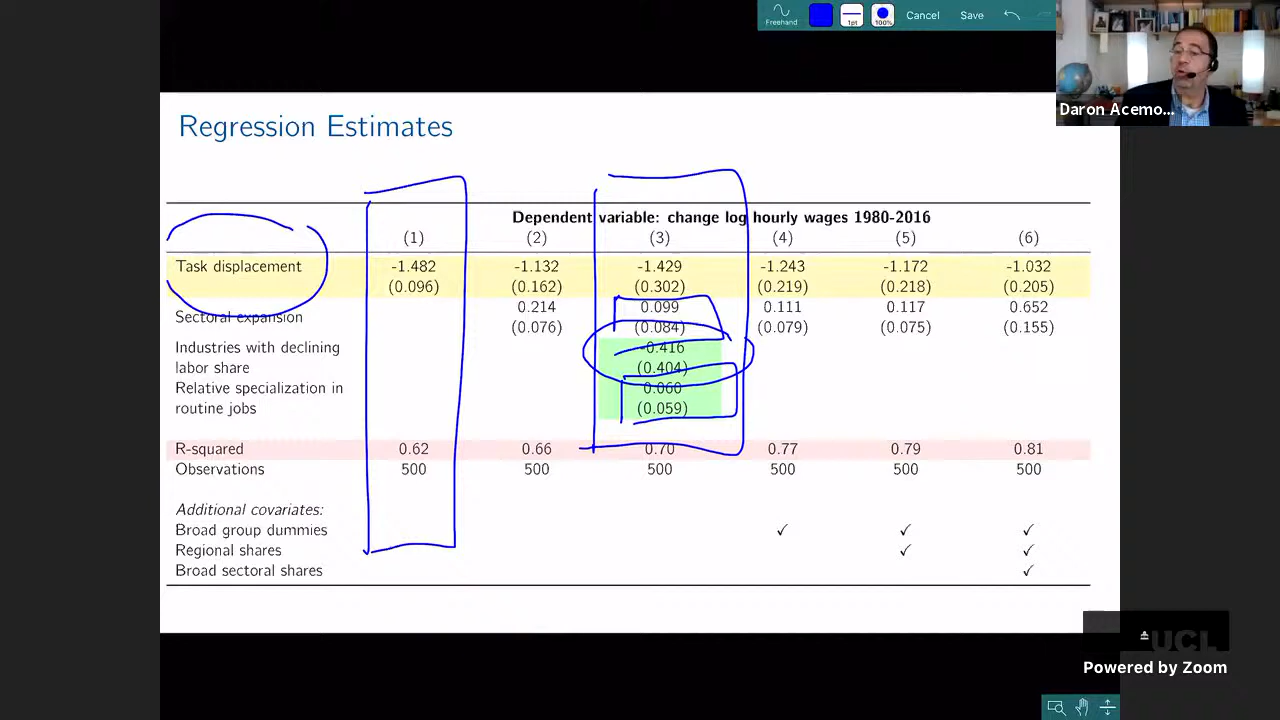 Freehand 1pt 100% Cancel Save
Daron Acemo...
Regression Estimates
Dependent variable: change log hourly wages 1980-2016
(1) (2) (3) (4) (5) (6)
Task displacement -1.482 -1.132 -1.429 -1.243 -1.172 -1.032
(0.096) (0.162) (0.302) (0.219) (0.218) (0.205)
Sectoral expansion 0.214 0.099 0.111 0.117 0.652
(0.076) (0.084) (0.079) (0.075) (0.155)
Industries with declining -0.416
labor share (0.404)
Relative specialization in 0.060
routine jobs (0.059)
R-squared 0.62 0.66 0.70 0.77 0.79 0.81
Observations 500 500 500 500 500 500
Additional covariates:
Broad group dummies ✓ ✓ ✓
Regional shares ✓ ✓
Broad sectoral shares ✓
UCL
Powered by Zoom